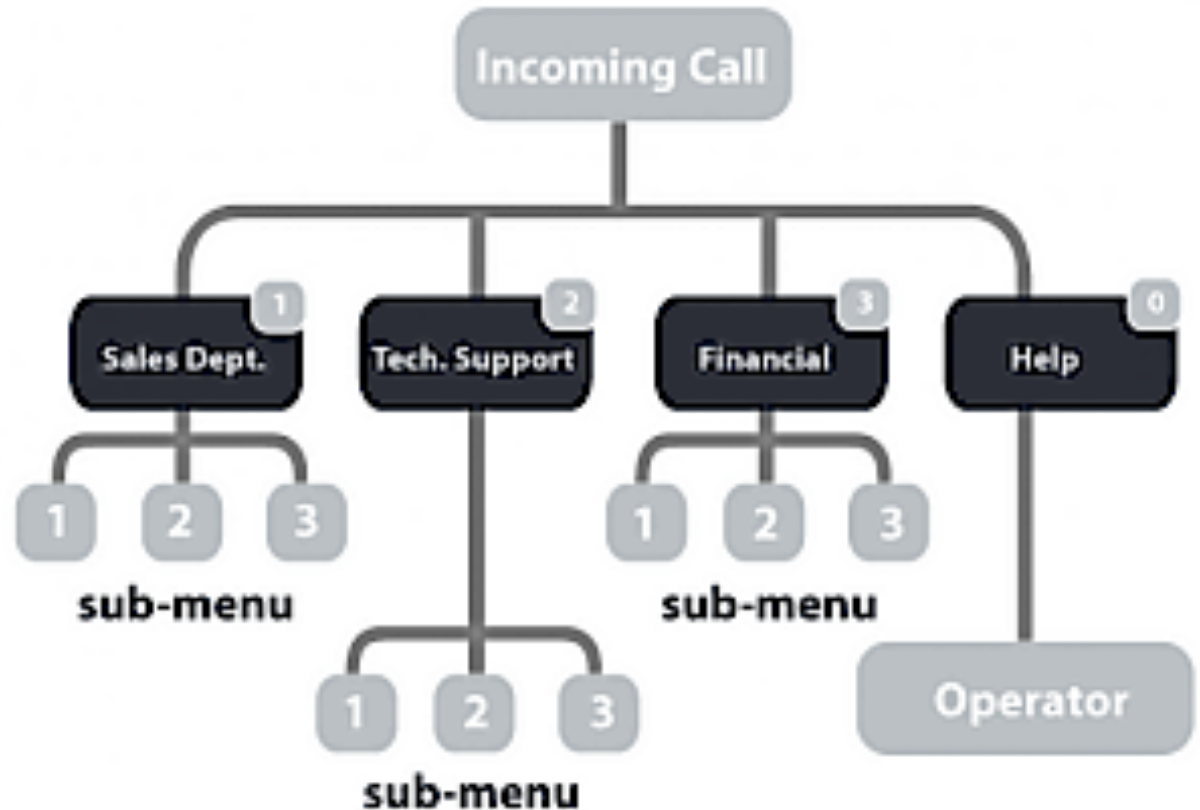 Incoming Call
1
Sales Dept.
2
Tech. Support
3
Financial
0
Help
1 2 3
sub-menu
1 2 3
sub-menu
1 2 3
sub-menu
Operator